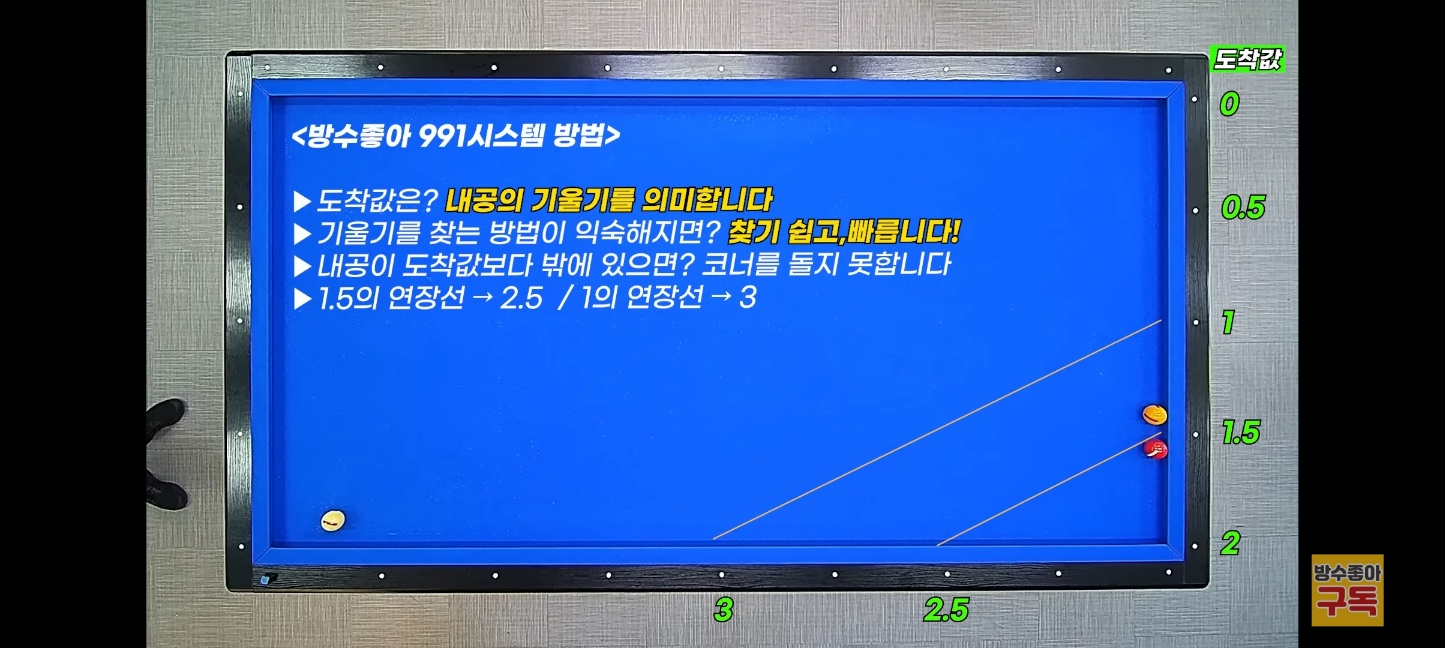 도착값
0
<방수좋아 991시스템 방법>
▶도착값은? 내공의 기울기를 의미합니다
0.5
▶기울기를 찾는 방법이 익숙해지면? 찾기 쉽고,빠릅니다!
▶내공이 도착값보다 밖에 있으면? 코너를 돌지 못합니다
▶1.5의 연장선 → 2.5 / 1의 연장선 → 3
1
1.5
2
방수좋아
구독
3
2.5